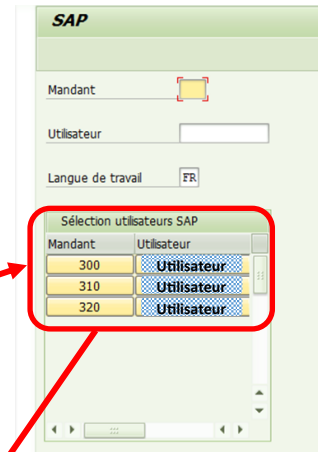 SAP
Mandant
Utilisateur
Langue de travail FR
Sélection utilisateurs SAP
Mandant Utilisateur
300 Utilisateur
310 Utilisateur
320 Utilisateur